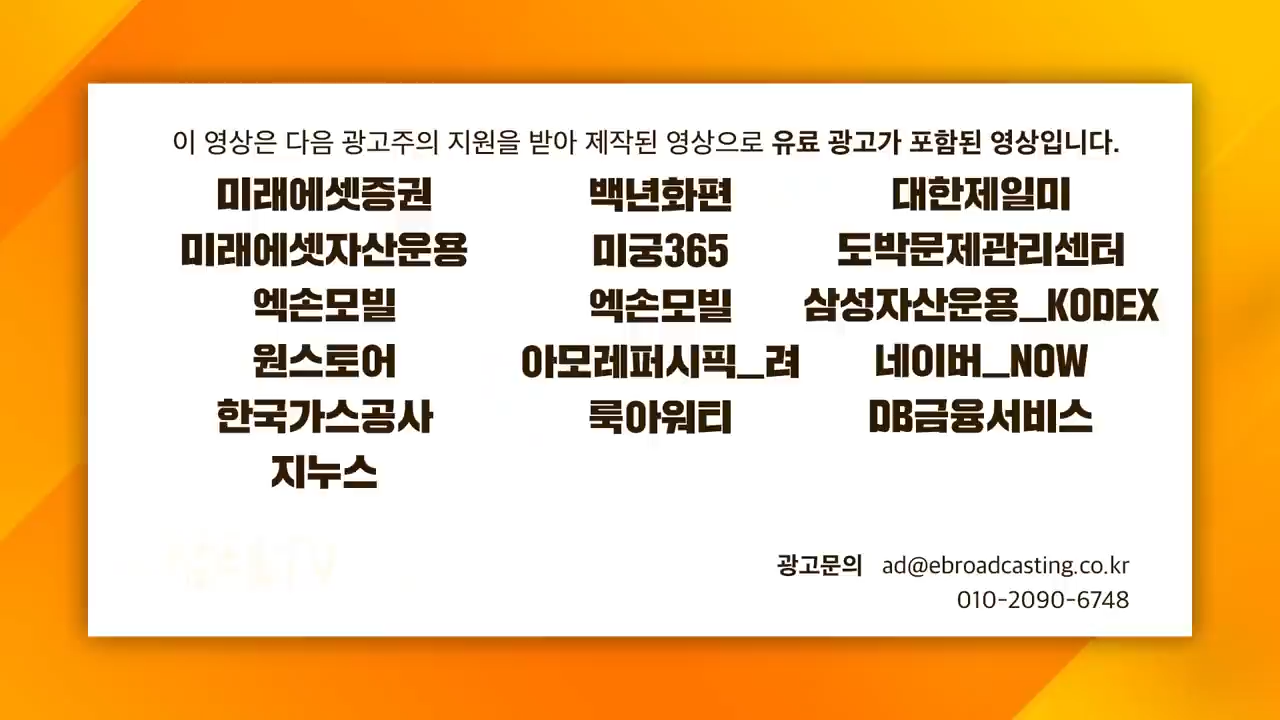 이 영상은 다음 광고주의 지원을 받아 제작된 영상으로 유료 광고가 포함된 영상입니다.
미래에셋증권 백년화편 대한제일미
미래에셋자산운용 미궁365 도박문제관리센터
엑손모빌 엑손모빌 삼성자산운용_KODEX
원스토어 아모레퍼시픽_려 네이버_NOW
한국가스공사 룩아워티 DB금융서비스
지누스
광고문의 ad@ebroadcasting.co.kr
010-2090-6748